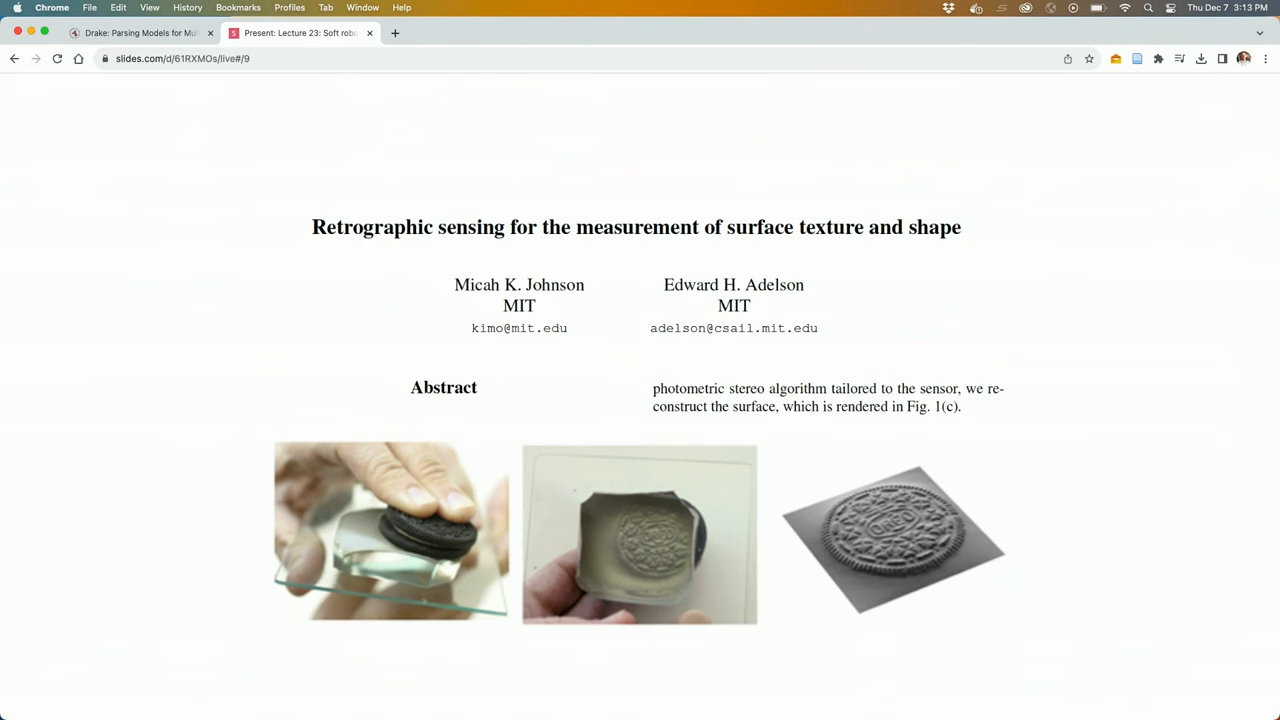 Chrome File Edit View History Bookmarks Profiles Tab Window Help Thu Dec 7 3:13 PM
Drake: Parsing Models for Mul Present: Lecture 23: Soft robo
slides.com/d/61RXMOs/live#/9
Retrographic sensing for the measurement of surface texture and shape
Micah K. Johnson Edward H. Adelson
MIT MIT
kimo@mit.edu adelson@csail.mit.edu
Abstract
photometric stereo algorithm tailored to the sensor, we re-
construct the surface, which is rendered in Fig. 1(c).
OREO
OREO